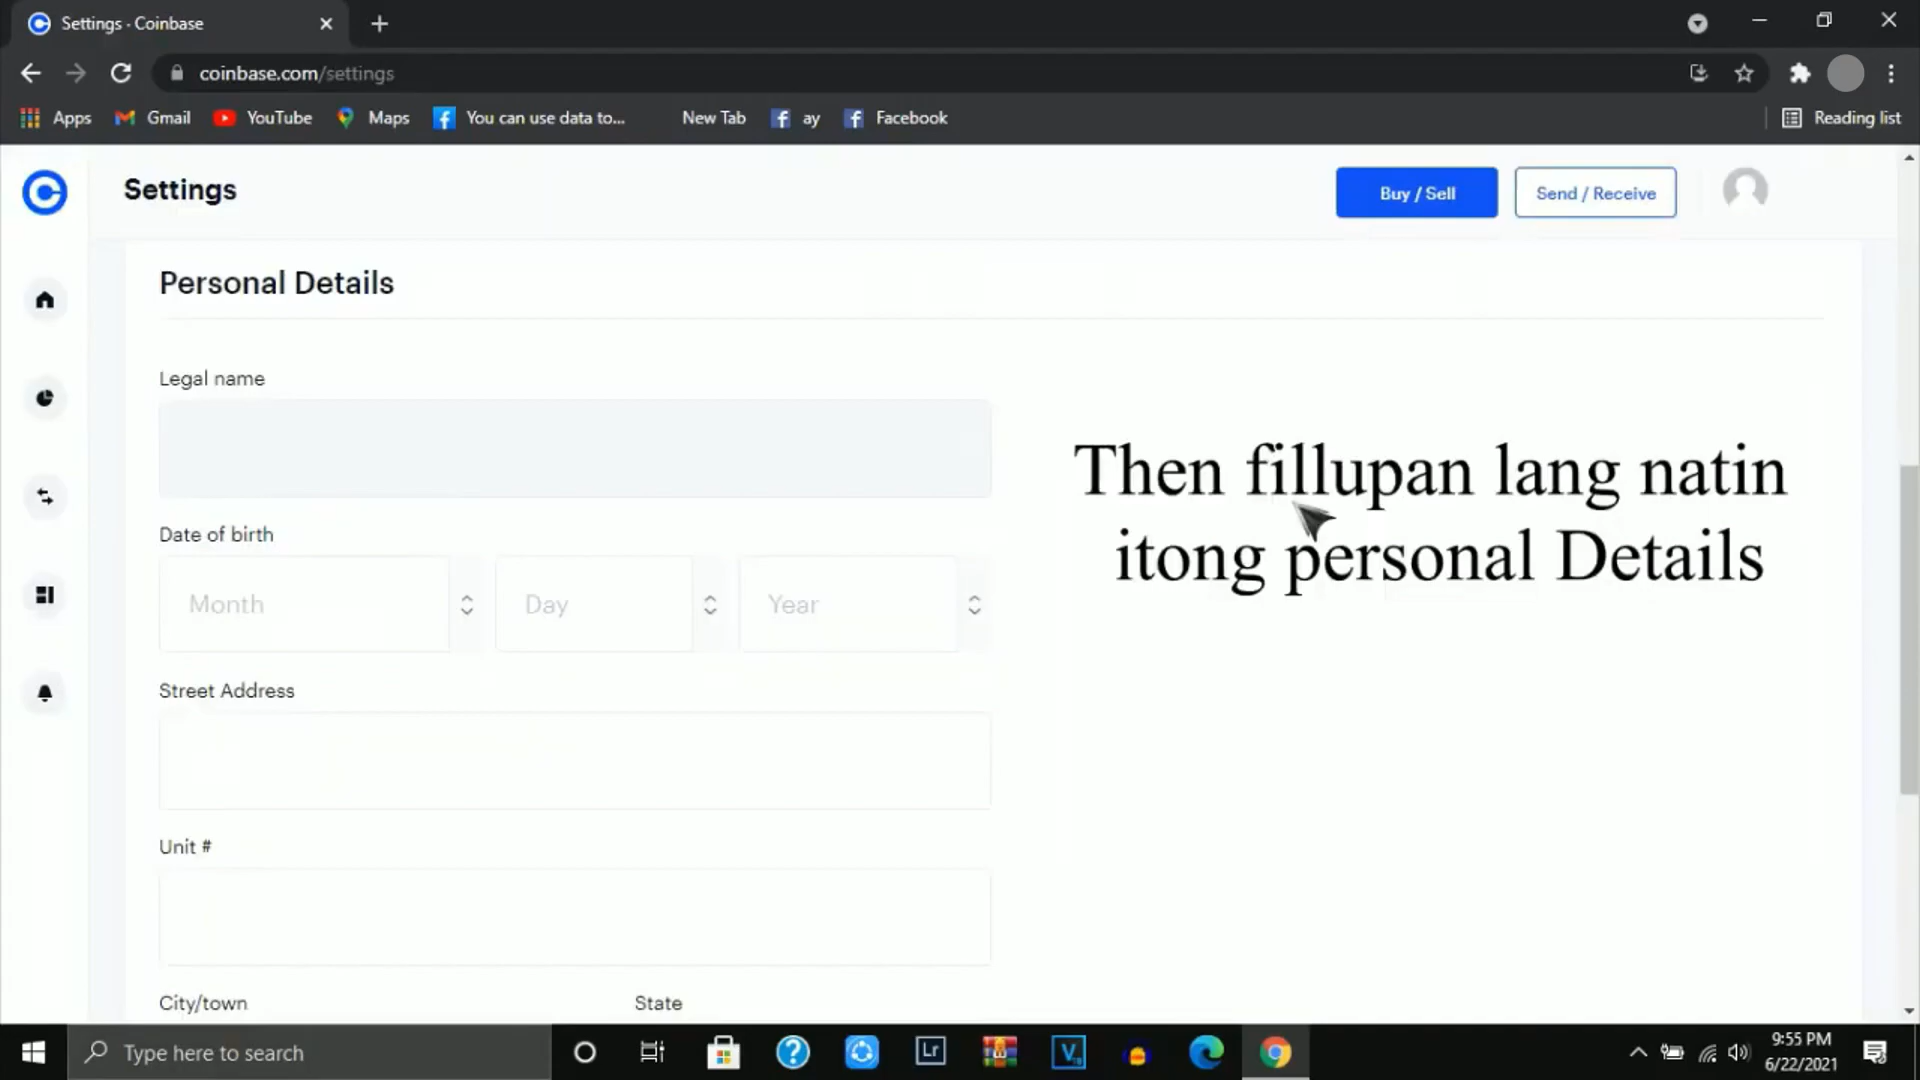 Settings - Coinbase
coinbase.com/settings
Apps
Gmail
YouTube
Maps
You can use data to...
New Tab
ay
Facebook
Reading list
Settings
Buy / Sell
Send / Receive
Personal Details
Legal name
Then fillupan lang natin
itong personal Details
Date of birth
Month
Day
Year
Street Address
Unit #
City/town
State
Type here to search
Lr
9:55 PM
6/22/2021